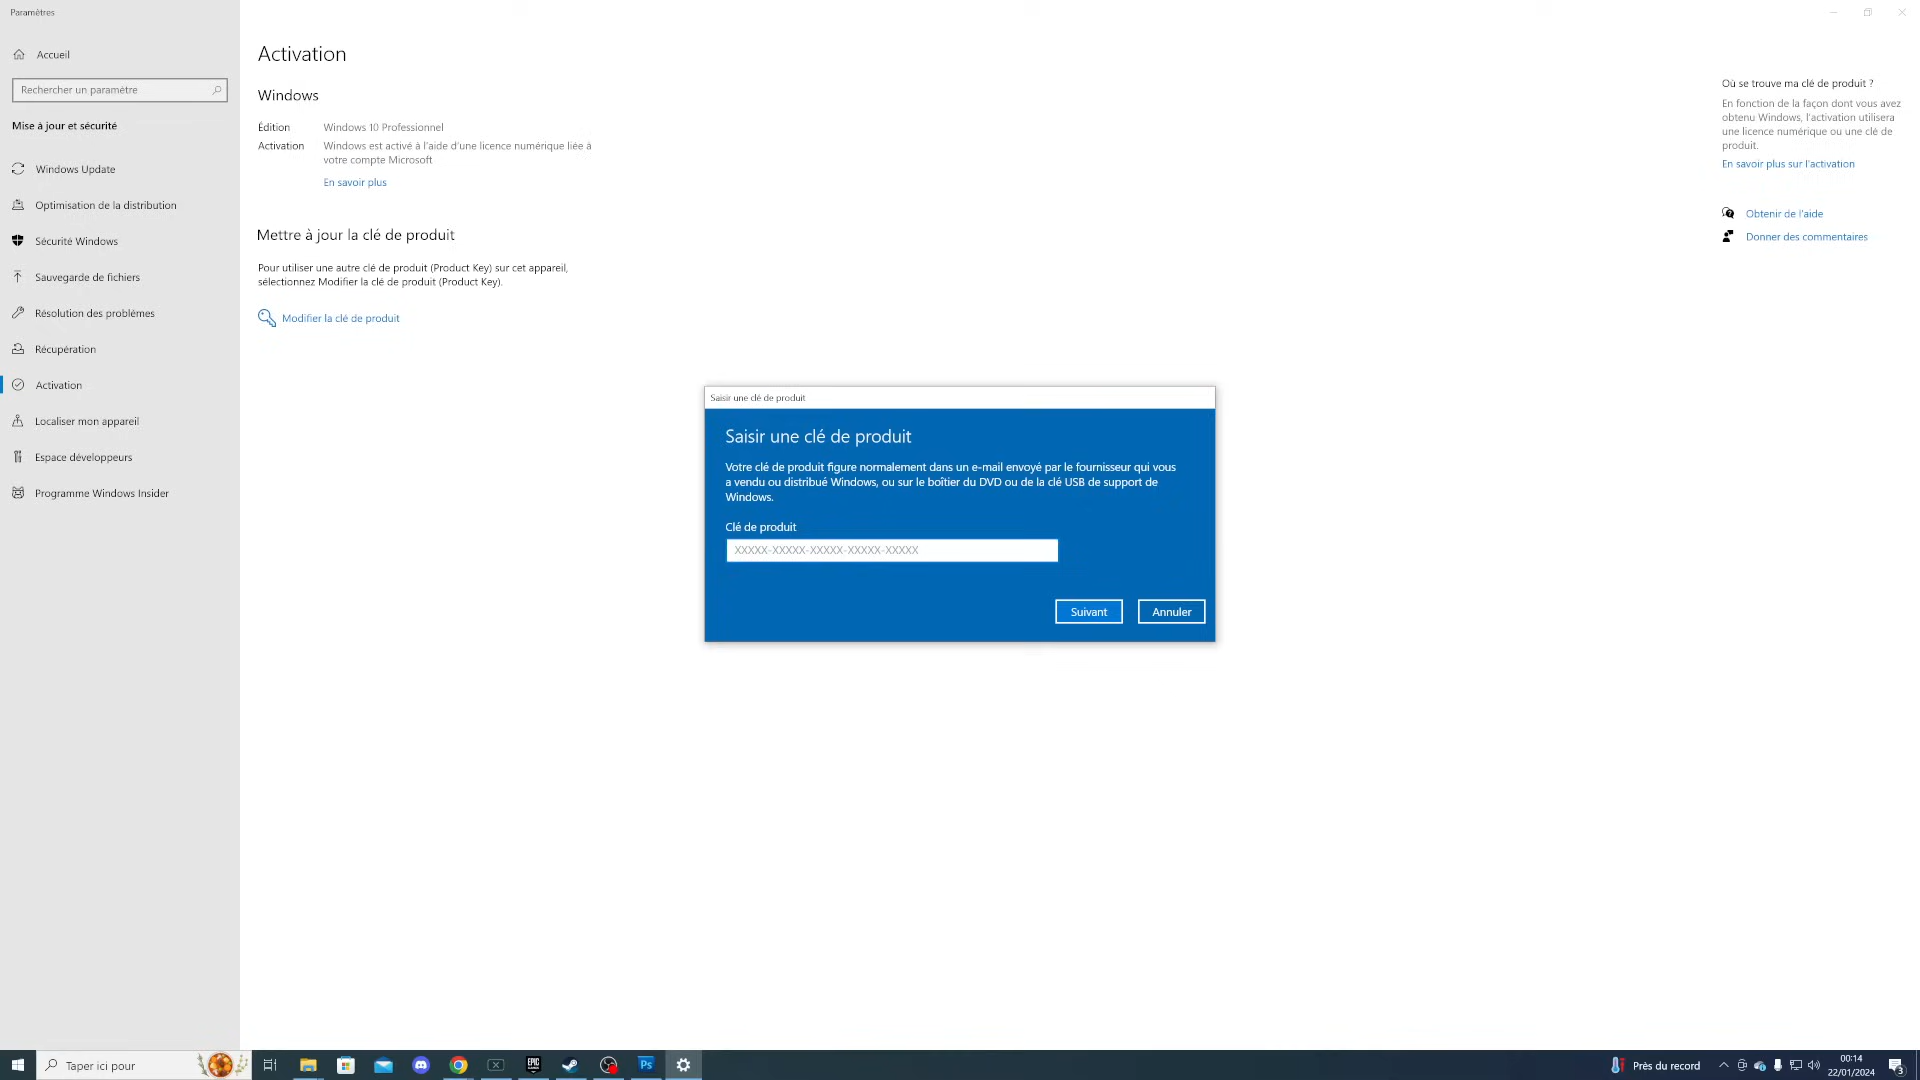 Paramètres
Accueil
Rechercher un paramètre
Mise à jour et sécurité
Windows Update
Optimisation de la distribution
Sécurité Windows
Sauvegarde de fichiers
Résolution des problèmes
Récupération
Activation
Localiser mon appareil
Espace développeurs
Programme Windows Insider
Activation
Windows
Édition Windows 10 Professionnel
Activation Windows est activé à l'aide d'une licence numérique liée à
votre compte Microsoft
En savoir plus
Mettre à jour la clé de produit
Pour utiliser une autre clé de produit (Product Key) sur cet appareil,
sélectionnez Modifier la clé de produit (Product Key).
Modifier la clé de produit
Où se trouve ma clé de produit ?
En fonction de la façon dont vous avez
obtenu Windows, l'activation utilisera
une licence numérique ou une clé de
produit.
En savoir plus sur l'activation
Obtenir de l'aide
Donner des commentaires
Saisir une clé de produit
Saisir une clé de produit
Votre clé de produit figure normalement dans un e-mail envoyé par le fournisseur qui vous
a vendu ou distribué Windows, ou sur le boîtier du DVD ou de la clé USB de support de
Windows.
Clé de produit
XXXXX-XXXXX-XXXXX-XXXXX-XXXXX
Suivant Annuler
Taper ici pour
EPIC
GAMES
Ps
Près du record
00:14
22/01/2024
3